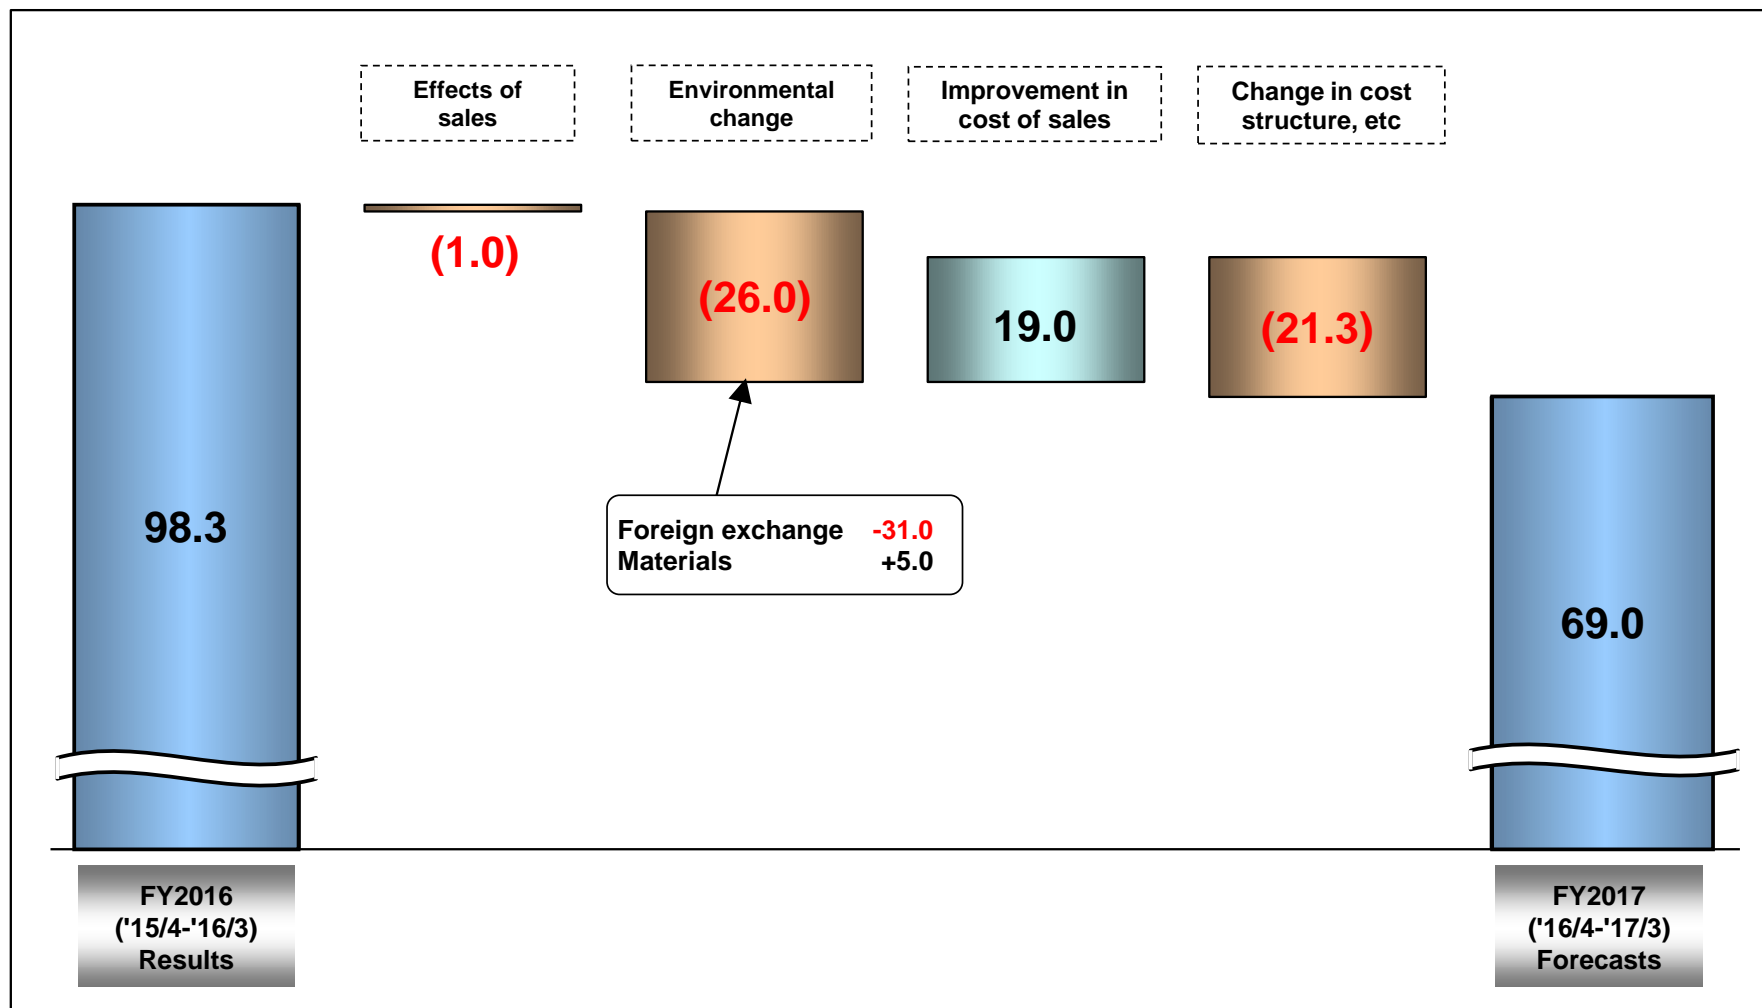 Effects of
sales
Environmental
change
Improvement in
cost of sales
Change in cost
structure, etc
98.3
(1.0)
(26.0)
19.0
(21.3)
69.0
Foreign exchange -31.0
Materials +5.0
FY2016
('15/4-'16/3)
Results
FY2017
('16/4-'17/3)
Forecasts